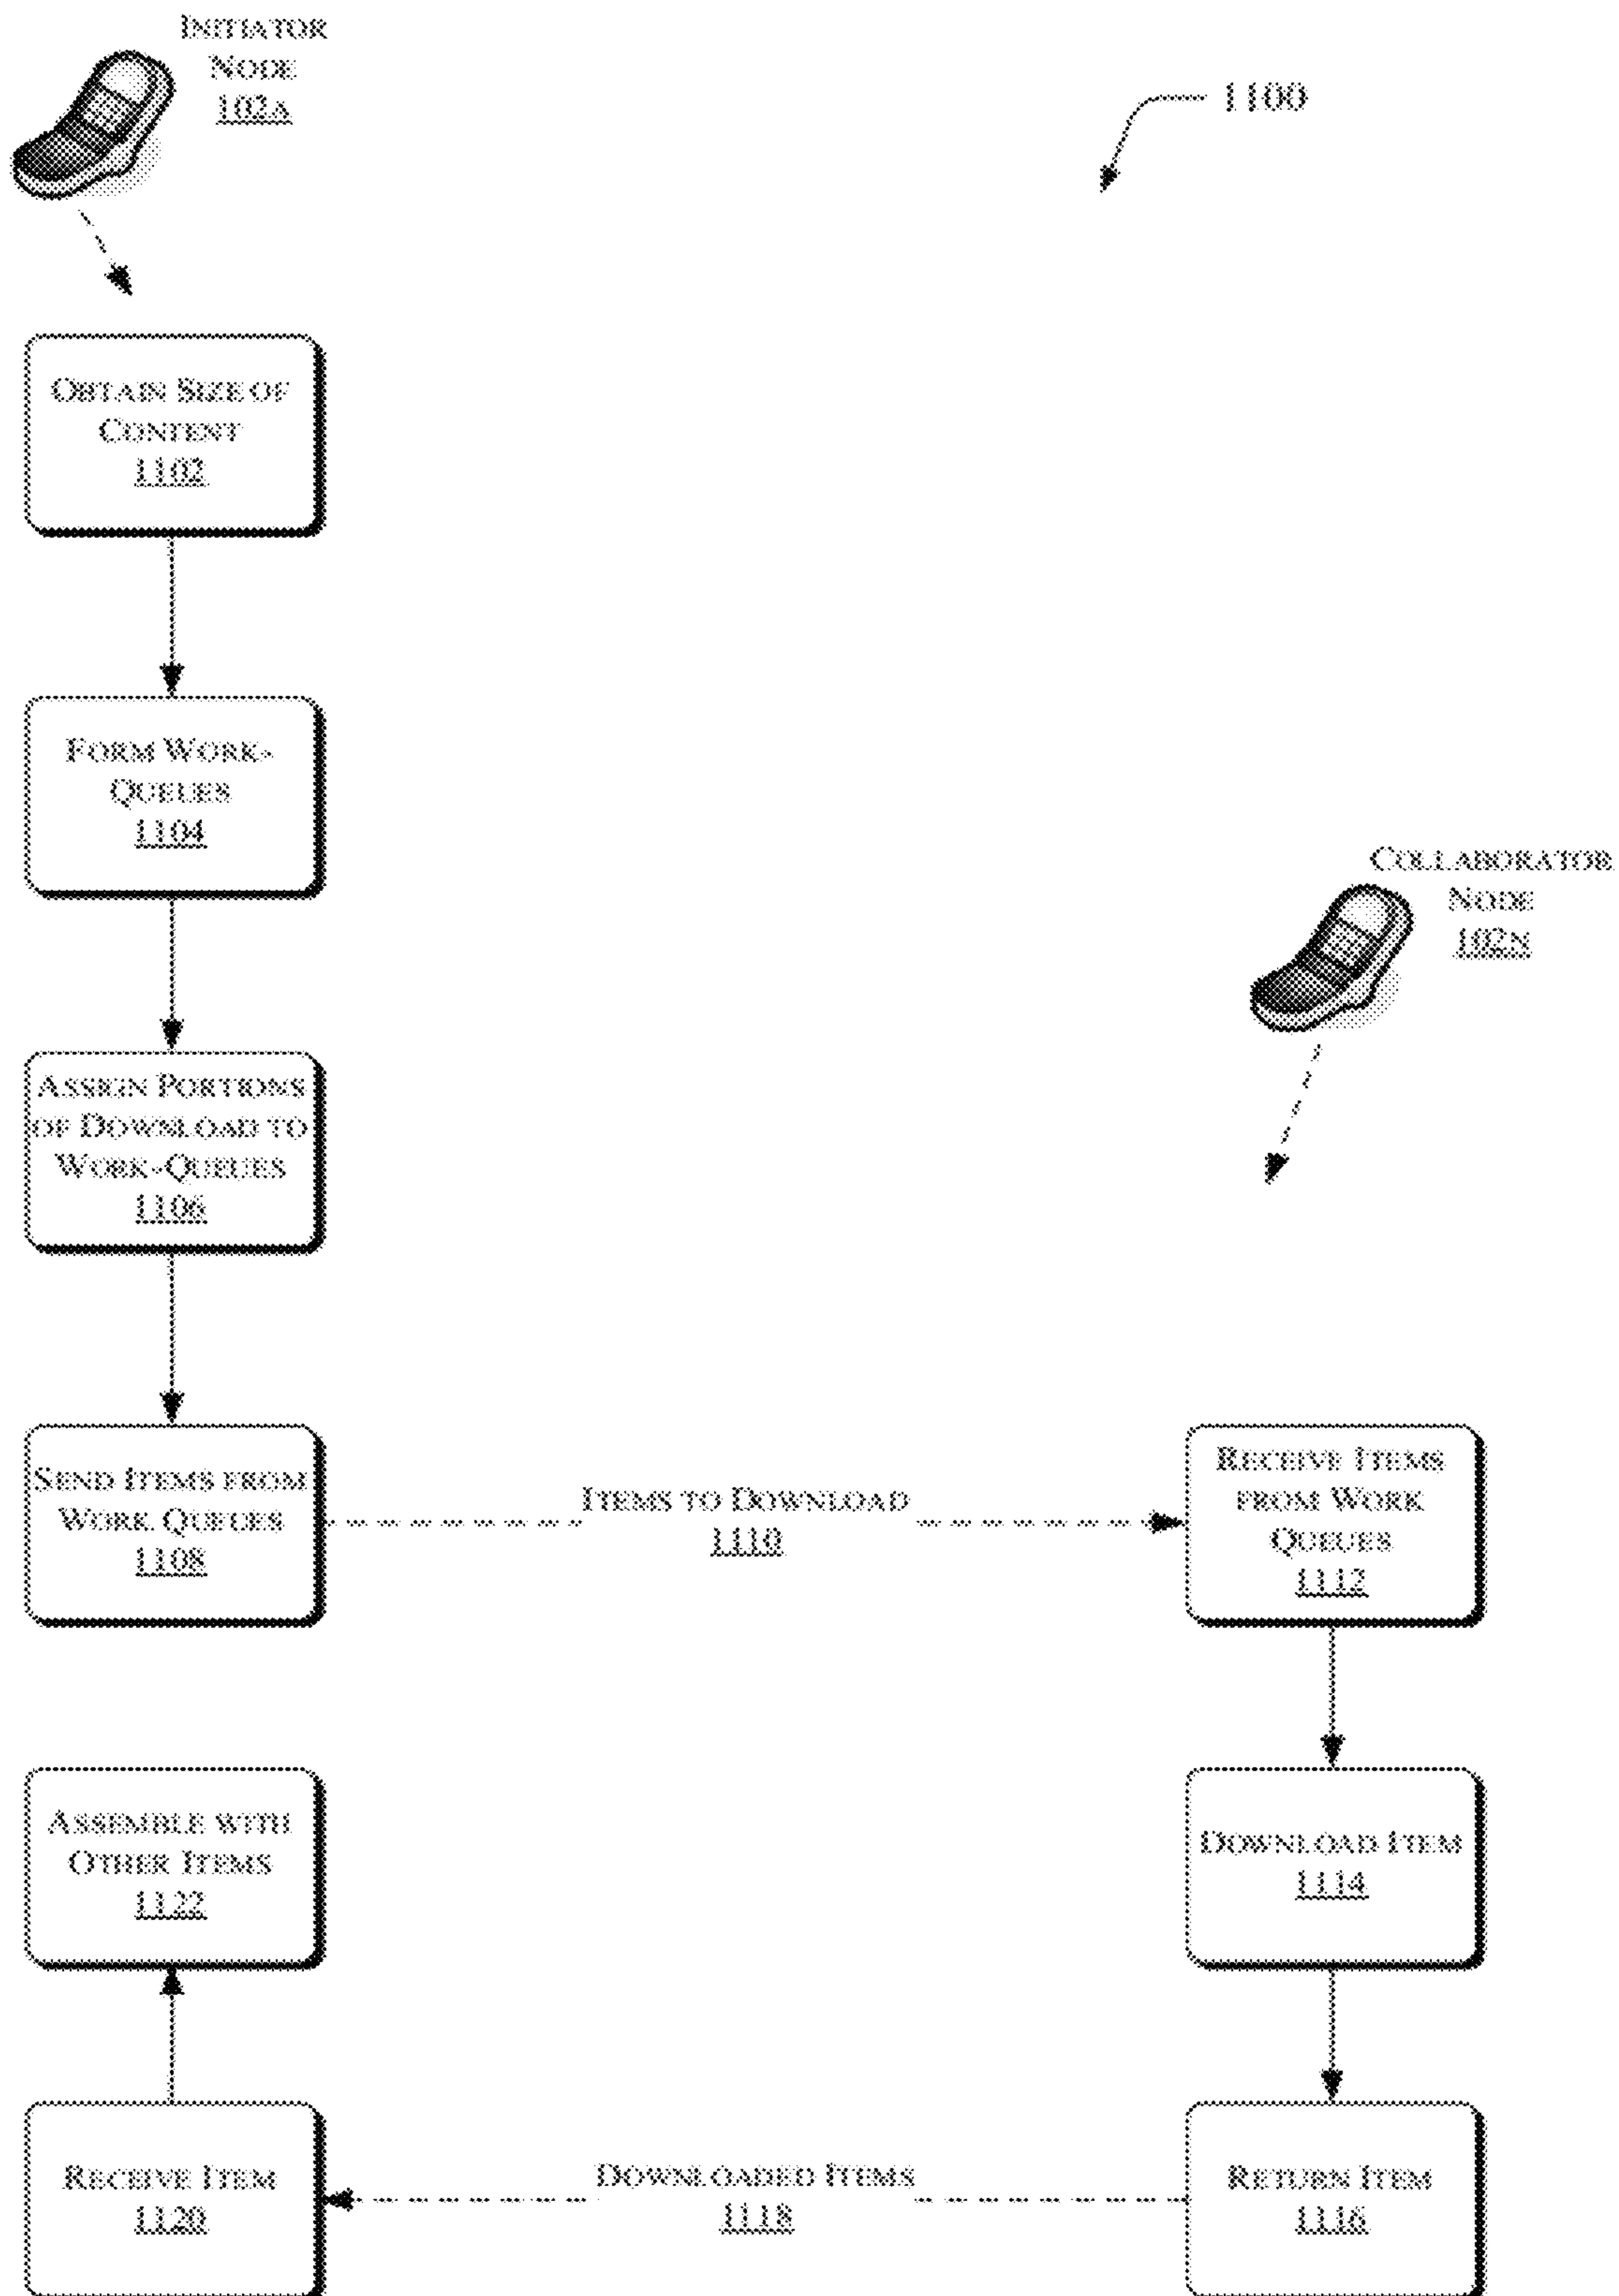 INITIATOR
NODE
102A
1100
OBTAIN SIZE OF
CONTENT
1102
FORM WORK-
QUEUES
1104
COLLABORATOR
NODE
102N
ASSIGN PORTIONS
OF DOWNLOAD TO
WORK-QUEUES
1106
SEND ITEMS FROM
WORK QUEUES
1108
ITEMS TO DOWNLOAD
1110
RECEIVE ITEMS
FROM WORK
QUEUES
1112
ASSEMBLE WITH
OTHER ITEMS
1122
DOWNLOAD ITEM
1114
RECEIVE ITEM
1120
DOWNLOADED ITEMS
1118
RETURN ITEM
1116